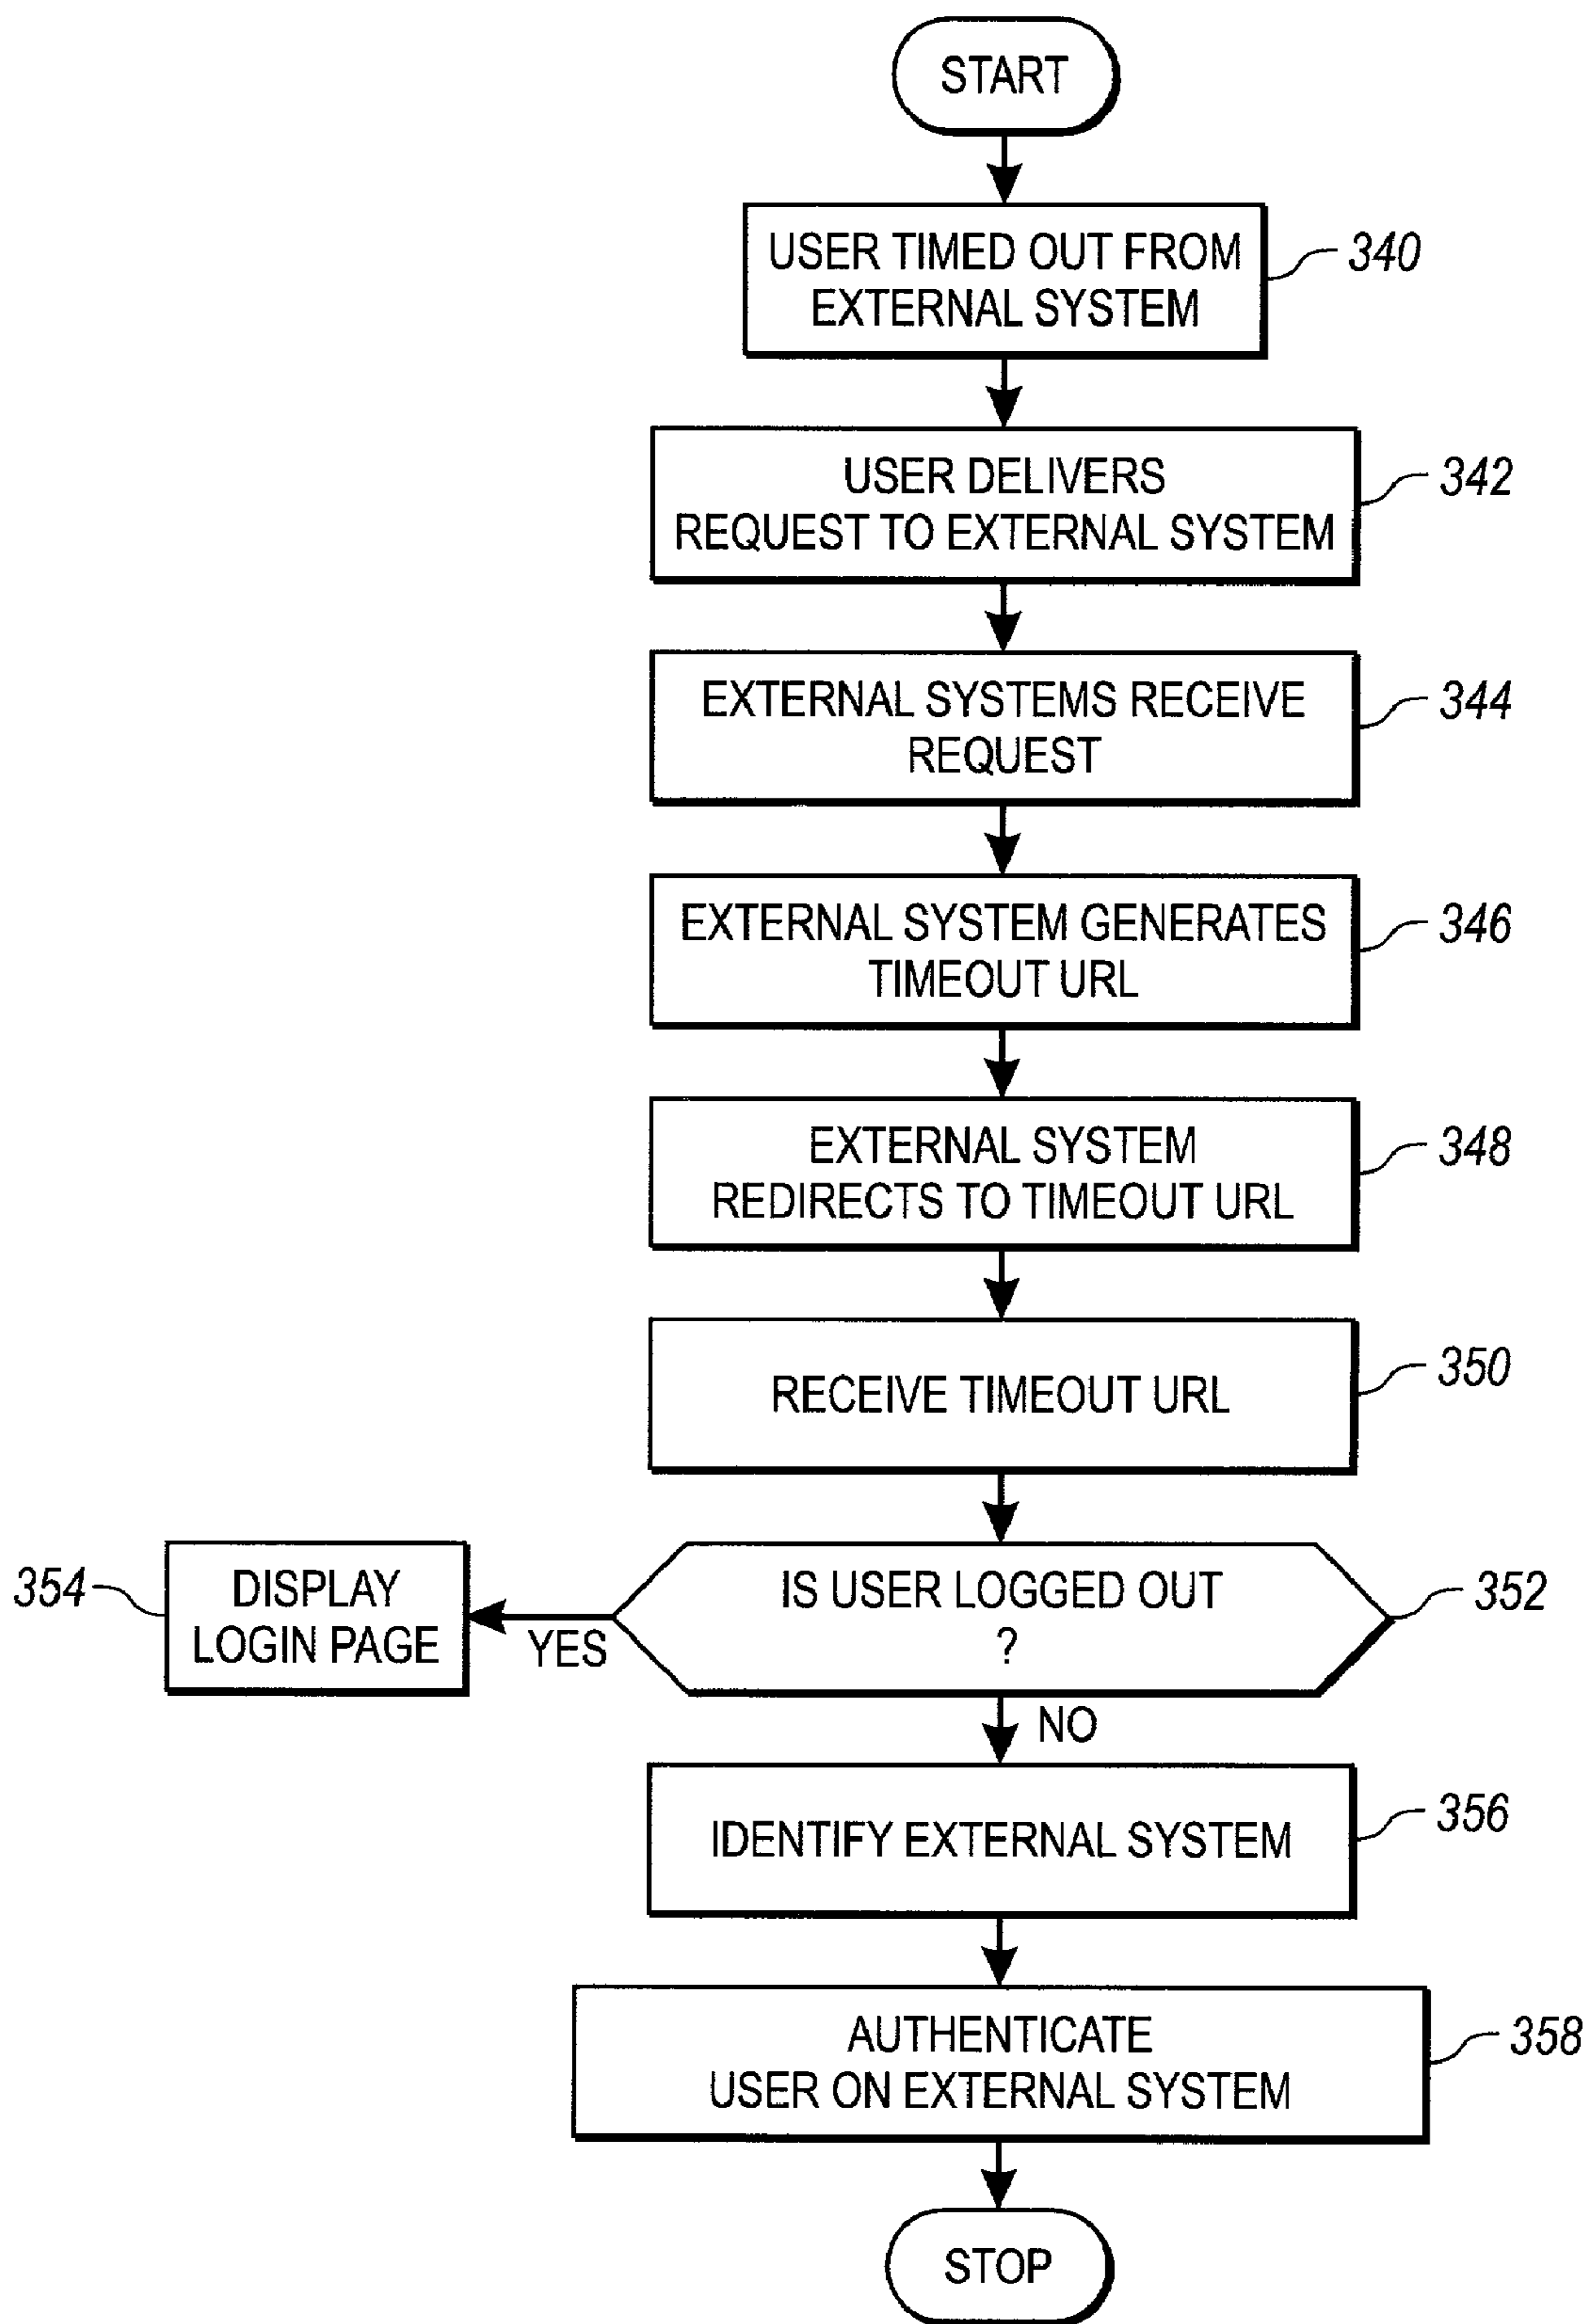 START
USER TIMED OUT FROM
EXTERNAL SYSTEM
340
USER DELIVERS
REQUEST TO EXTERNAL SYSTEM
342
EXTERNAL SYSTEMS RECEIVE
REQUEST
344
EXTERNAL SYSTEM GENERATES
TIMEOUT URL
346
EXTERNAL SYSTEM
REDIRECTS TO TIMEOUT URL
348
RECEIVE TIMEOUT URL
350
354
DISPLAY
LOGIN PAGE
YES
IS USER LOGGED OUT
?
352
NO
IDENTIFY EXTERNAL SYSTEM
356
AUTHENTICATE
USER ON EXTERNAL SYSTEM
358
STOP